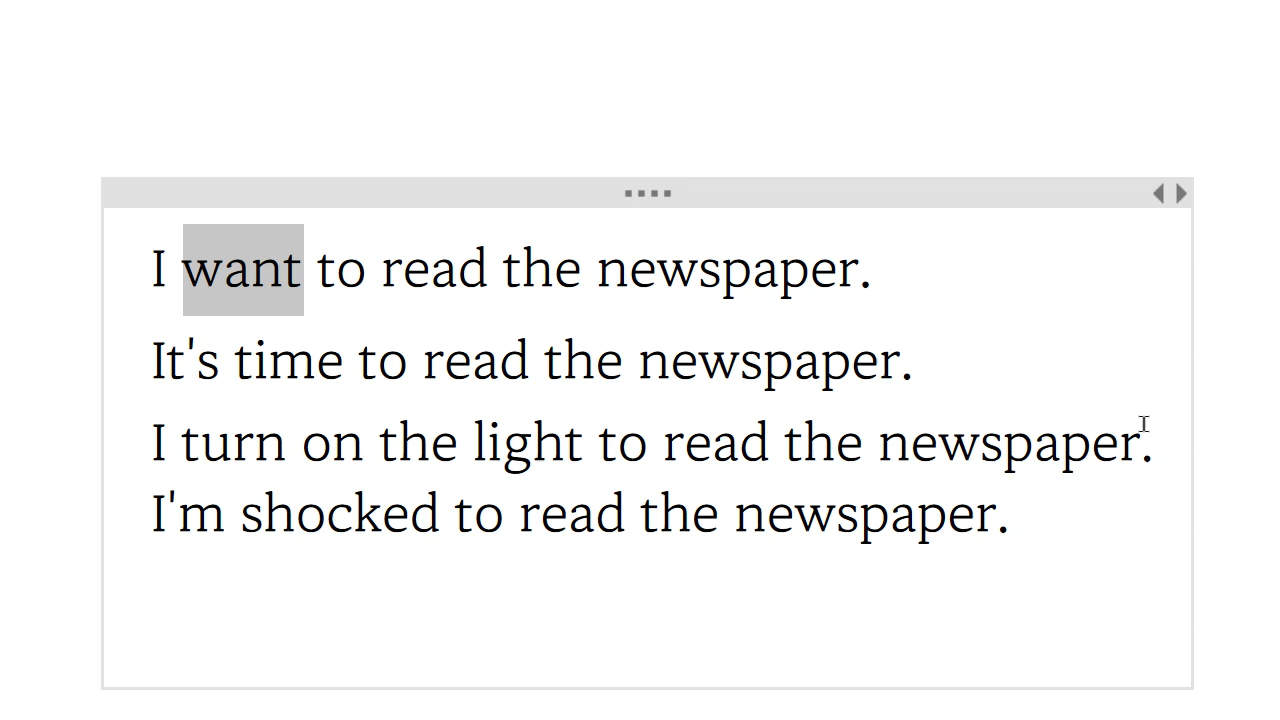 I want to read the newspaper.
It's time to read the newspaper.
I turn on the light to read the newspaper.
I'm shocked to read the newspaper.